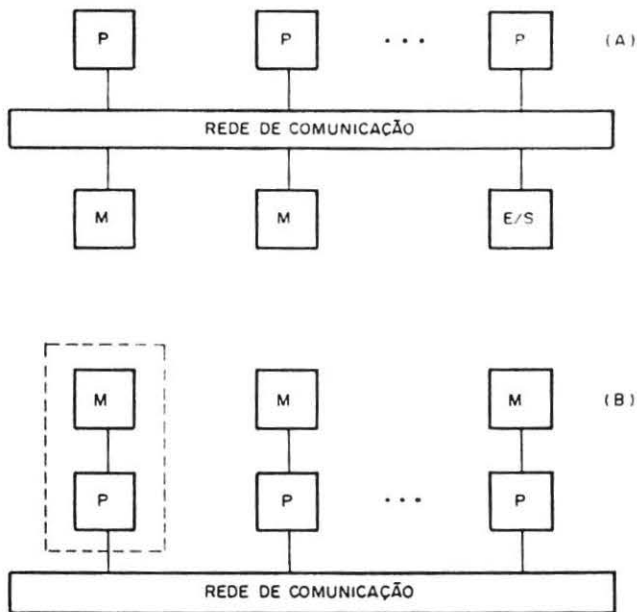 P P ... P (A)
REDE DE COMUNICAÇÃO
M M E/S
M M M (B)
P P ... P
REDE DE COMUNICAÇÃO